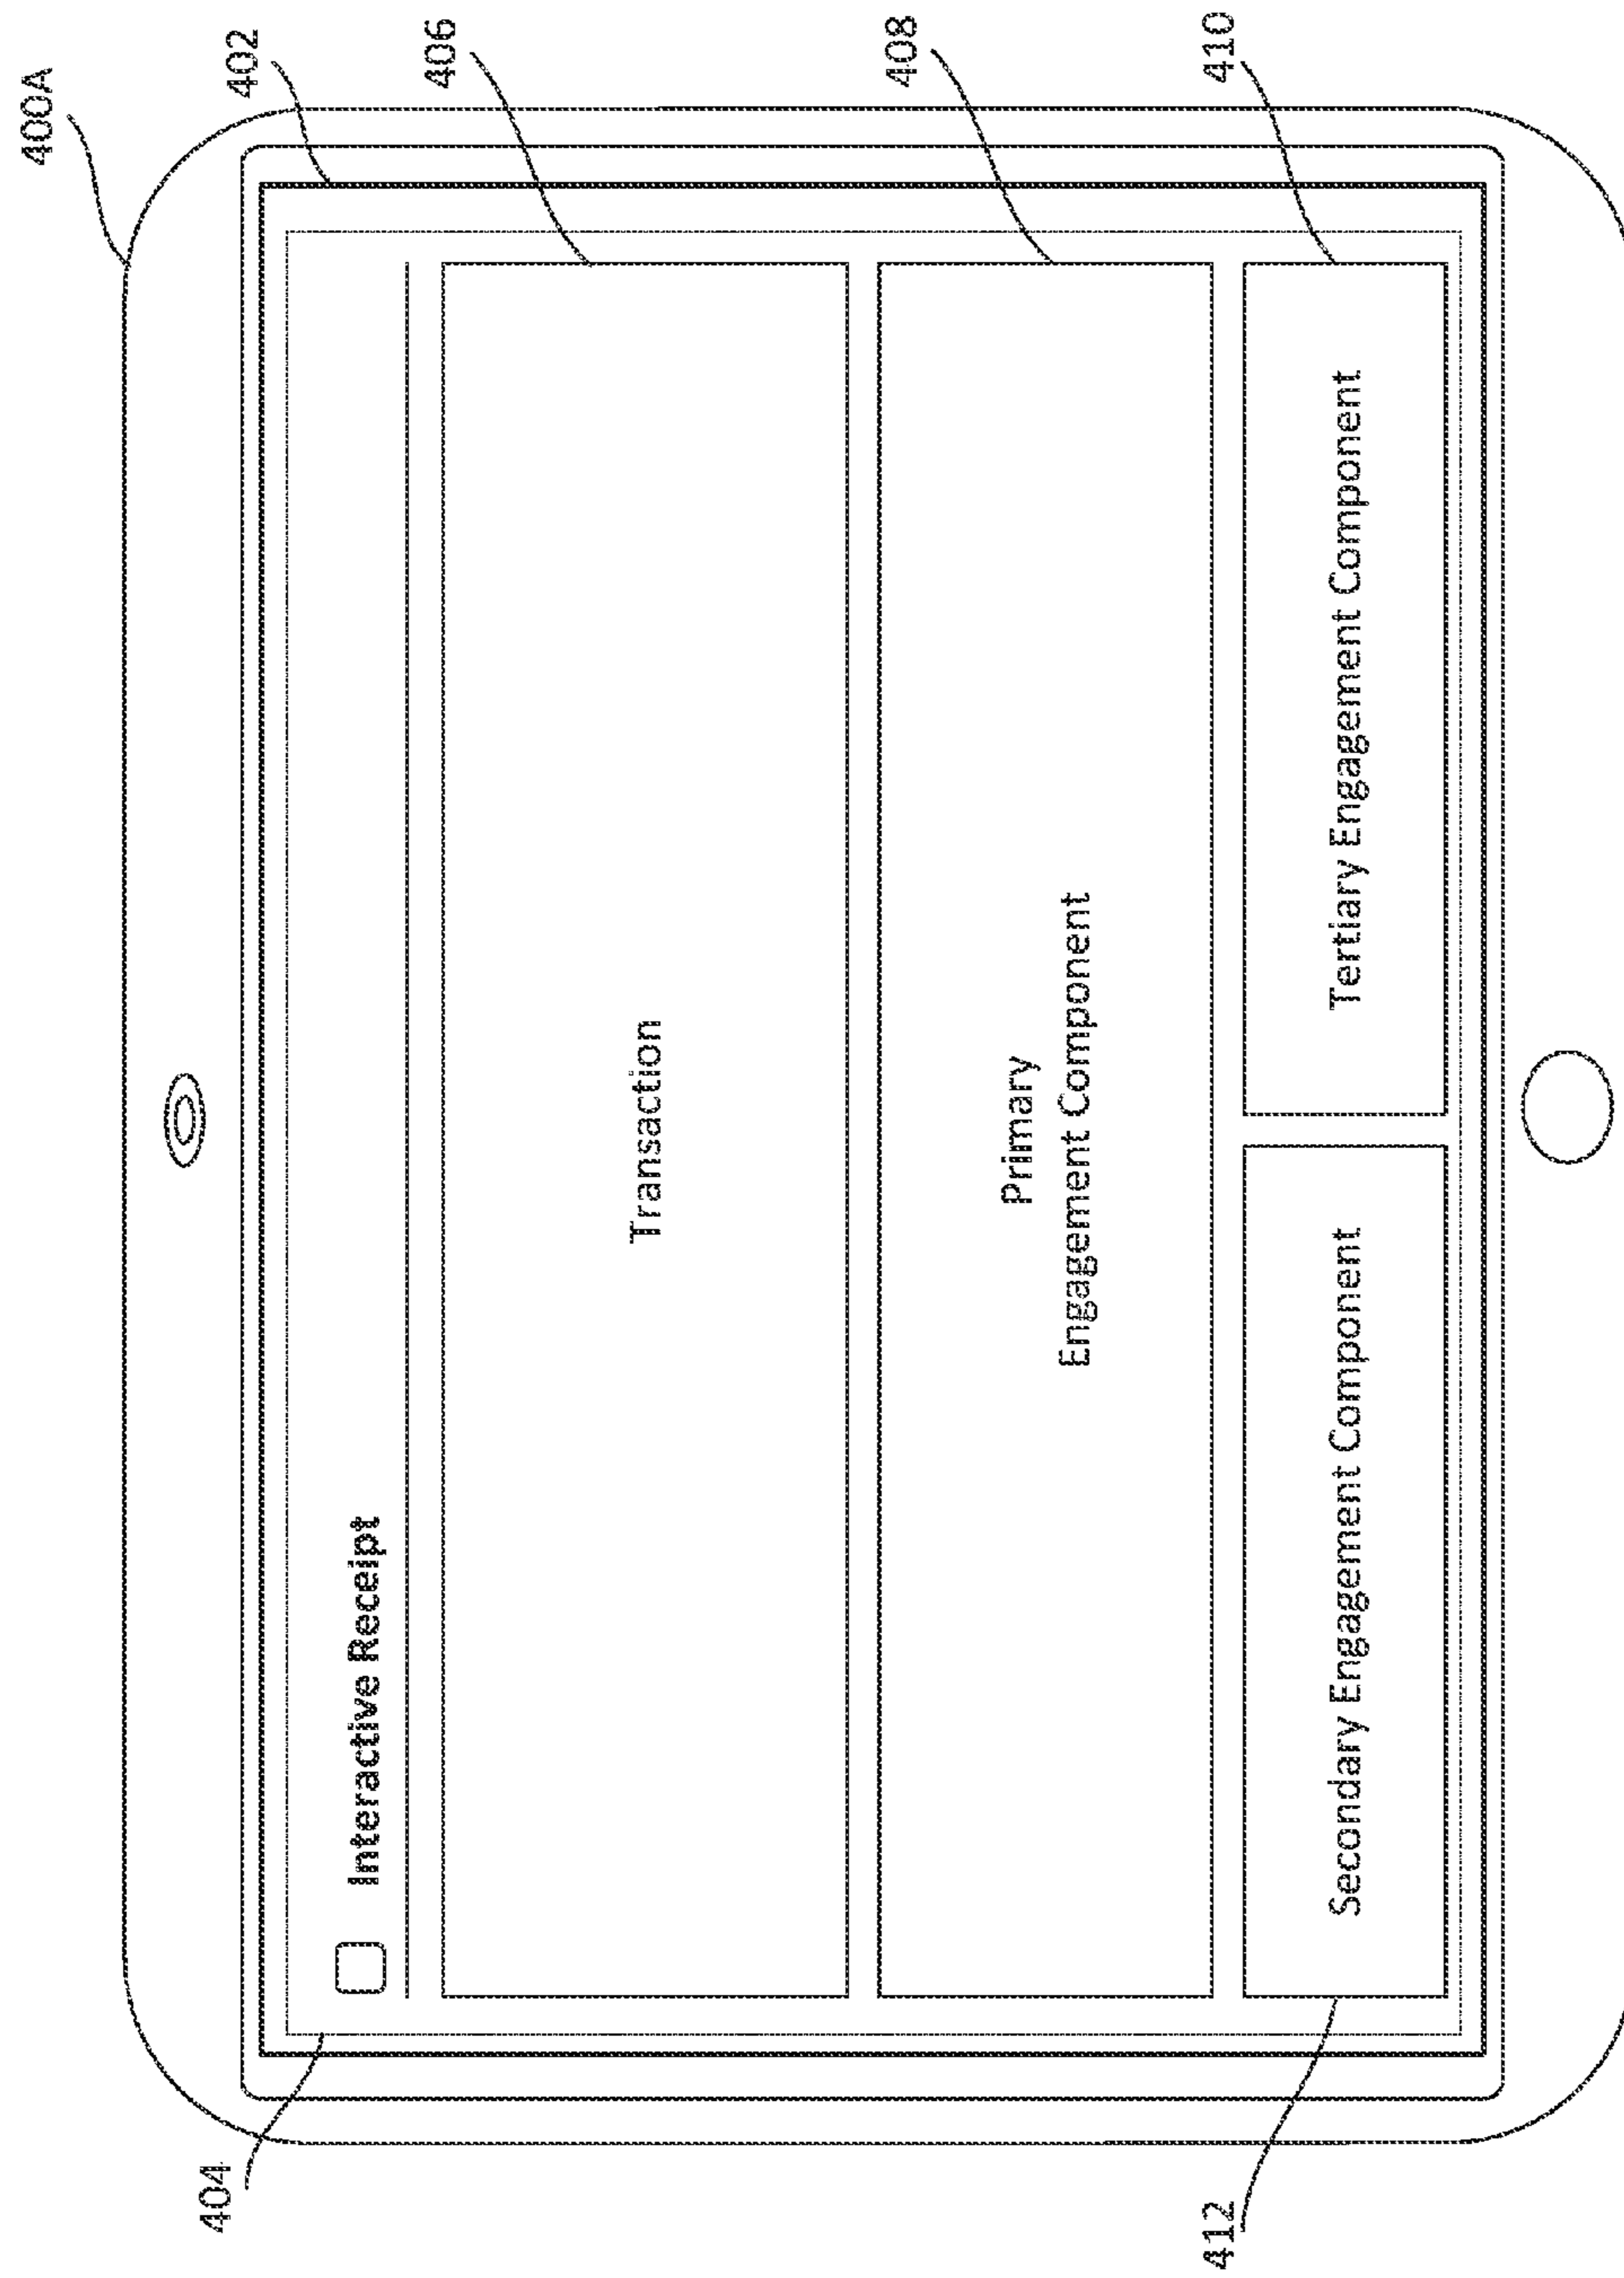 400A
402
404
Interactive Receipt
406
Transaction
408
Primary
Engagement Component
410
412
Secondary Engagement Component
Tertiary Engagement Component